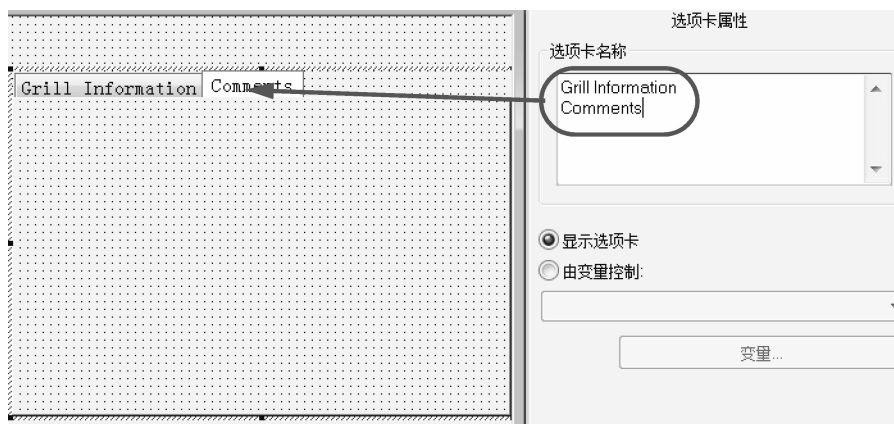 选项卡属性
选项卡名称
Grill Information
Comments
Grill Information
Comments
显示选项卡
由变量控制:
变量...